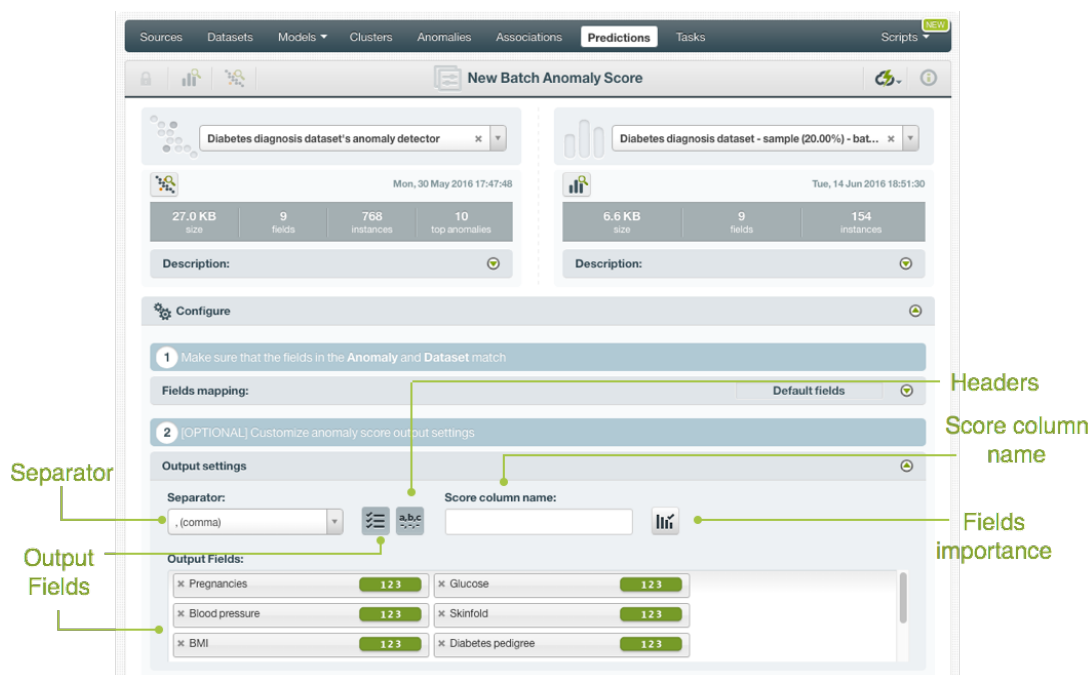 NEW
Sources Datasets Models Clusters Anomalies Associations Predictions Tasks Scripts
New Batch Anomaly Score
Diabetes diagnosis dataset's anomaly detector ×
Diabetes diagnosis dataset - sample (20.00%) - bat... ×
Mon, 30 May 2016 17:47:48
Tue, 14 Jun 2016 18:51:30
27.0 KB 9 768 10
size fields instances top anomalies
6.6 KB 9 154
size fields instances
Description:
Description:
Configure
1 Make sure that the fields in the Anomaly and Dataset match
Fields mapping: Default fields
Headers
2 [OPTIONAL] Customize anomaly score output settings
Score column
name
Output settings
Separator
Separator: Score column name:
, (comma)
a,b,c
-,-,-
Fields
importance
Output
Fields
Output Fields:
× Pregnancies 123 × Glucose 123
× Blood pressure 123 × Skinfold 123
× BMI 123 × Diabetes pedigree 123